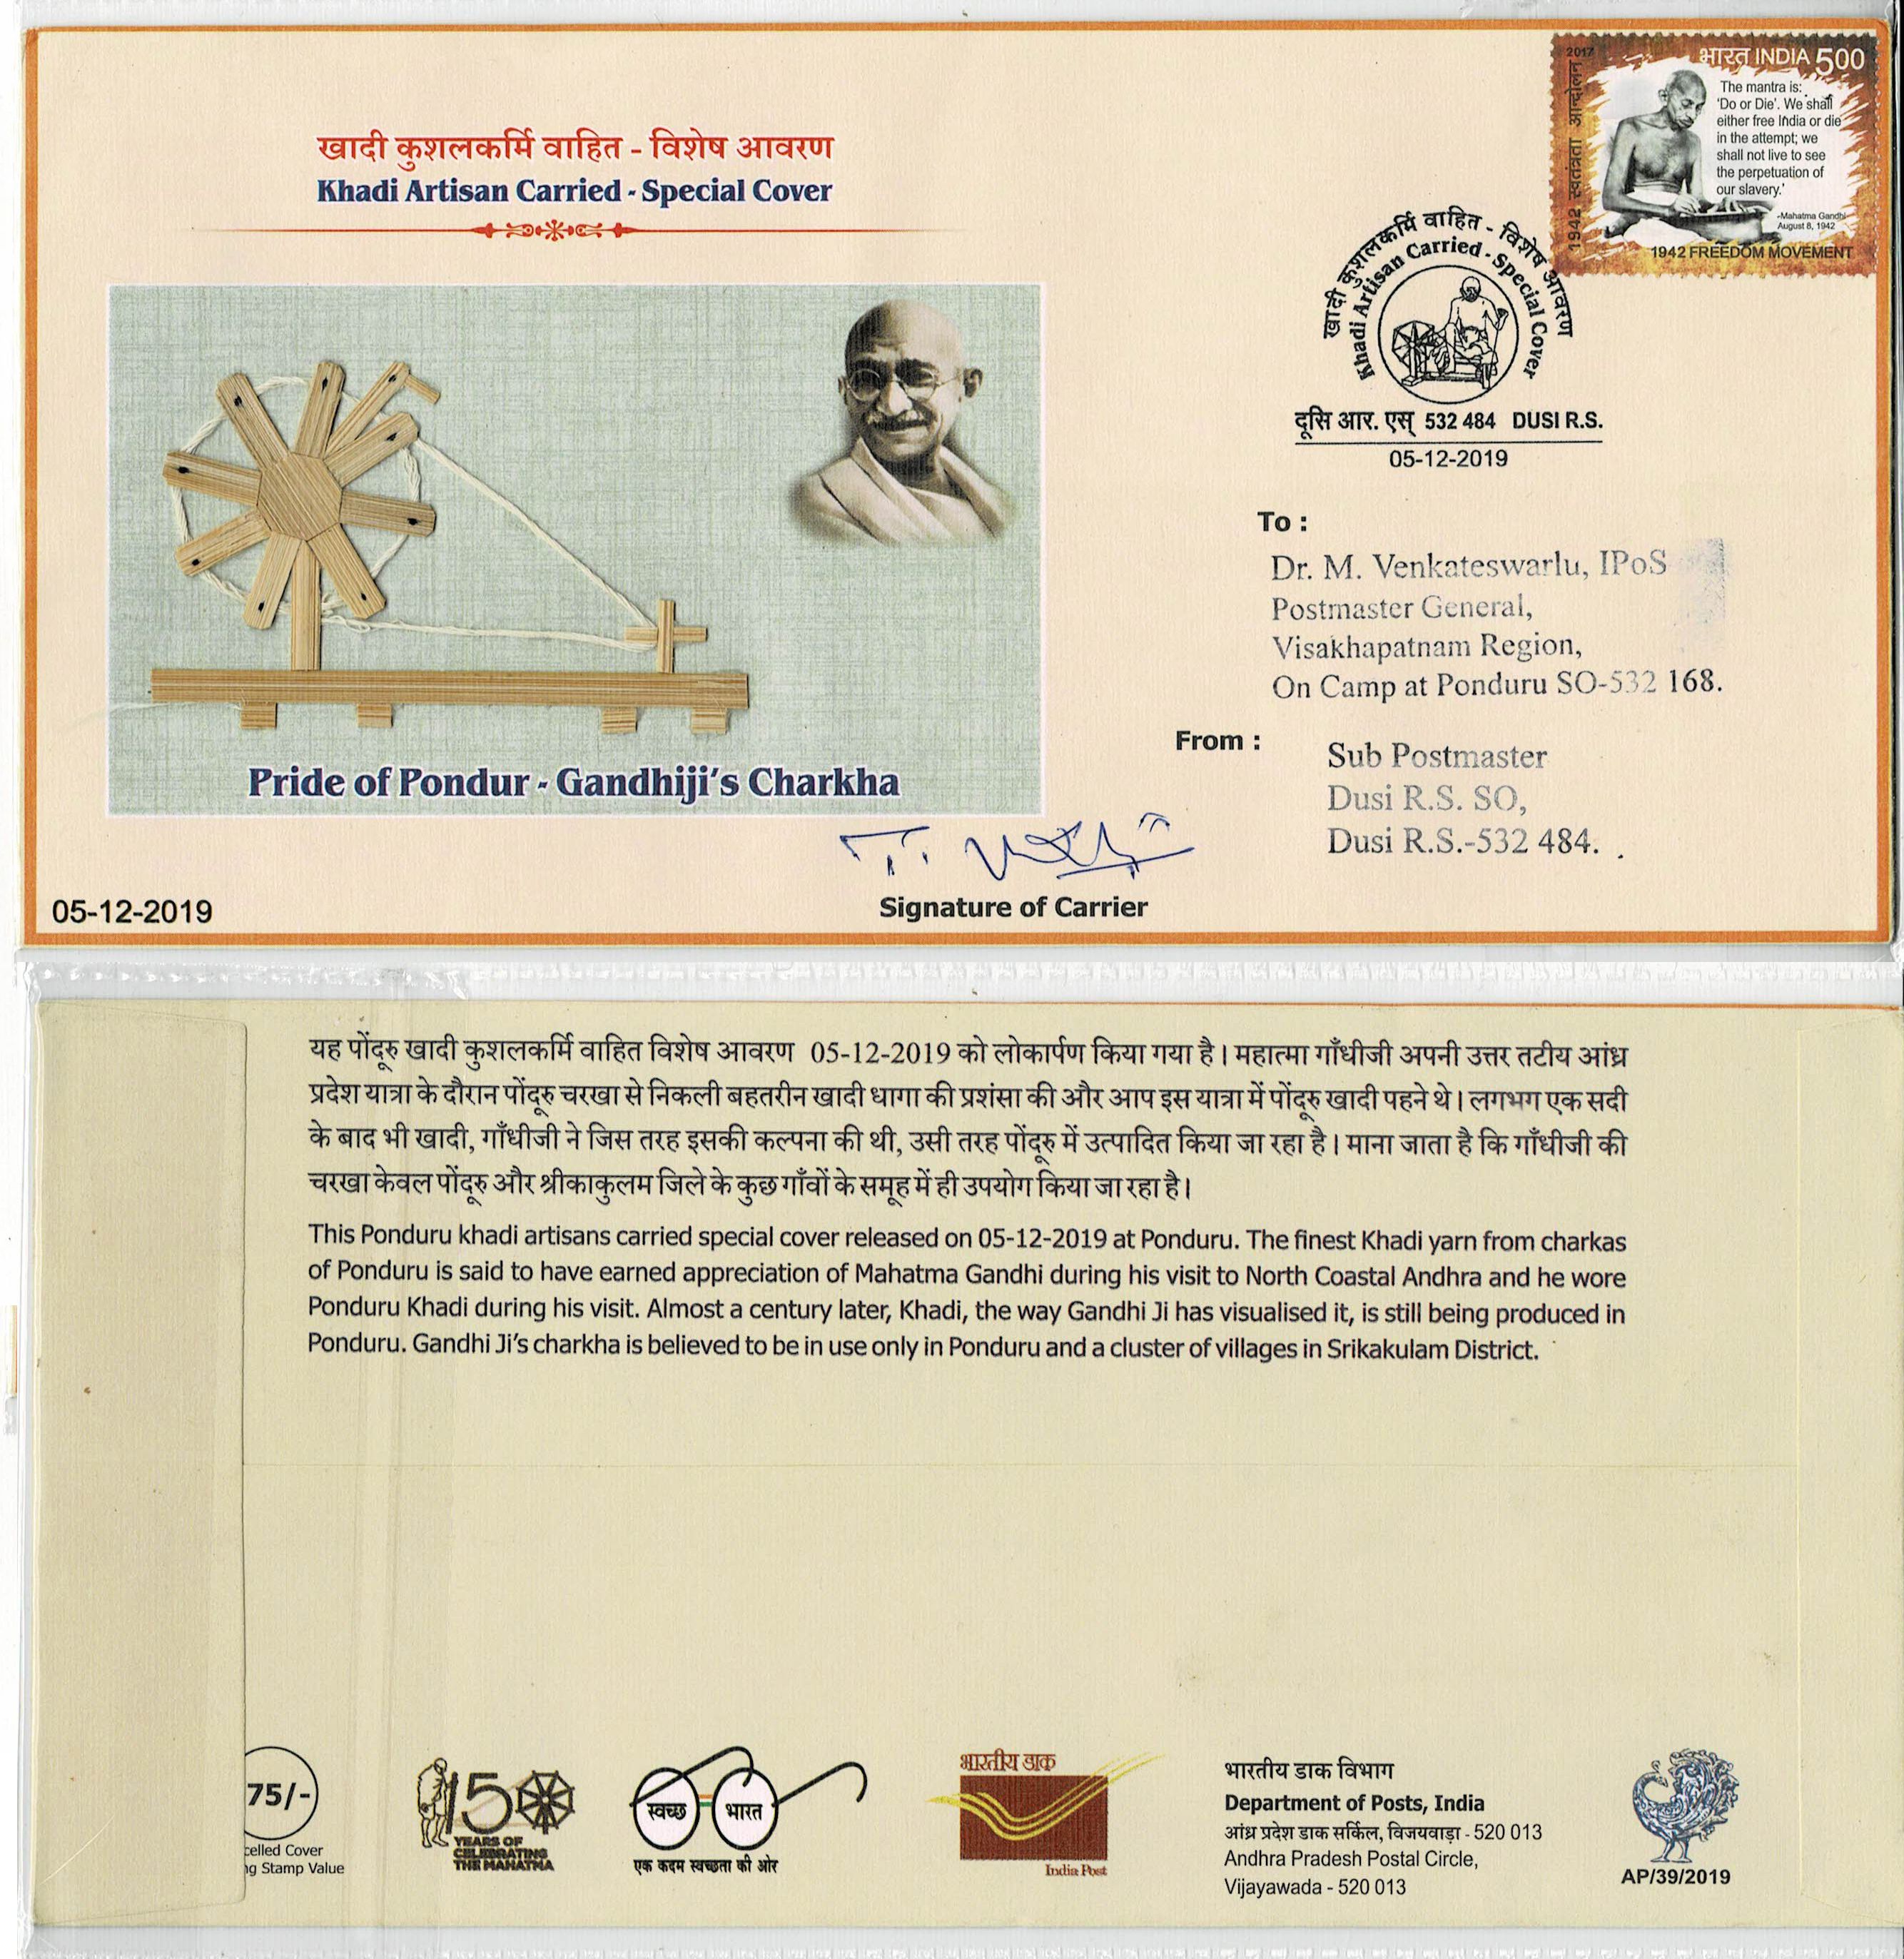 2017
भारत INDIA 500
1942 स्वतंत्रता आन्दोलन
The mantra is:
'Do or Die'. We shall
either free India or die
in the attempt; we
shall not live to see
the perpetuation of
our slavery.'
-Mahatma Gandhi
August 8, 1942
1942 FREEDOM MOVEMENT
खादी कुशलकर्मि वाहित - विशेष आवरण
Khadi Artisan Carried - Special Cover
खादी कुशलकर्मि वाहित - विशेष आवरण
Khadi Artisan Carried - Special Cover
दूसि आर. एस् 532 484 DUSI R.S.
05-12-2019
Pride of Pondur - Gandhiji's Charkha
To :
Dr. M. Venkateswarlu, IPoS
Postmaster General,
Visakhapatnam Region,
On Camp at Ponduru SO-532 168.
From :
Sub Postmaster
Dusi R.S. SO,
Dusi R.S.-532 484.
Signature of Carrier
05-12-2019
यह पोंदूरु खादी कुशलकर्मि वाहित विशेष आवरण 05-12-2019 को लोकार्पण किया गया है। महात्मा गाँधीजी अपनी उत्तर तटीय आंध्र
प्रदेश यात्रा के दौरान पोंदूरु चरखा से निकली बहतरीन खादी धागा की प्रशंसा की और आप इस यात्रा में पोंदूरु खादी पहने थे। लगभग एक सदी
के बाद भी खादी, गाँधीजी ने जिस तरह इसकी कल्पना की थी, उसी तरह पोंदूरु में उत्पादित किया जा रहा है। माना जाता है कि गाँधीजी की
चरखा केवल पोंदूरु और श्रीकाकुलम जिले के कुछ गाँवों के समूह में ही उपयोग किया जा रहा है।
This Ponduru khadi artisans carried special cover released on 05-12-2019 at Ponduru. The finest Khadi yarn from charkas
of Ponduru is said to have earned appreciation of Mahatma Gandhi during his visit to North Coastal Andhra and he wore
Ponduru Khadi during his visit. Almost a century later, Khadi, the way Gandhi Ji has visualised it, is still being produced in
Ponduru. Gandhi Ji's charkha is believed to be in use only in Ponduru and a cluster of villages in Srikakulam District.
75/-
celled Cover
ng Stamp Value
150
YEARS OF
CELEBRATING
THE MAHATMA
स्वच्छ भारत
एक कदम स्वच्छता की ओर
भारतीय डाक
India Post
भारतीय डाक विभाग
Department of Posts, India
आंध्र प्रदेश डाक सर्किल, विजयवाड़ा - 520 013
Andhra Pradesh Postal Circle,
Vijayawada - 520 013
AP/39/2019